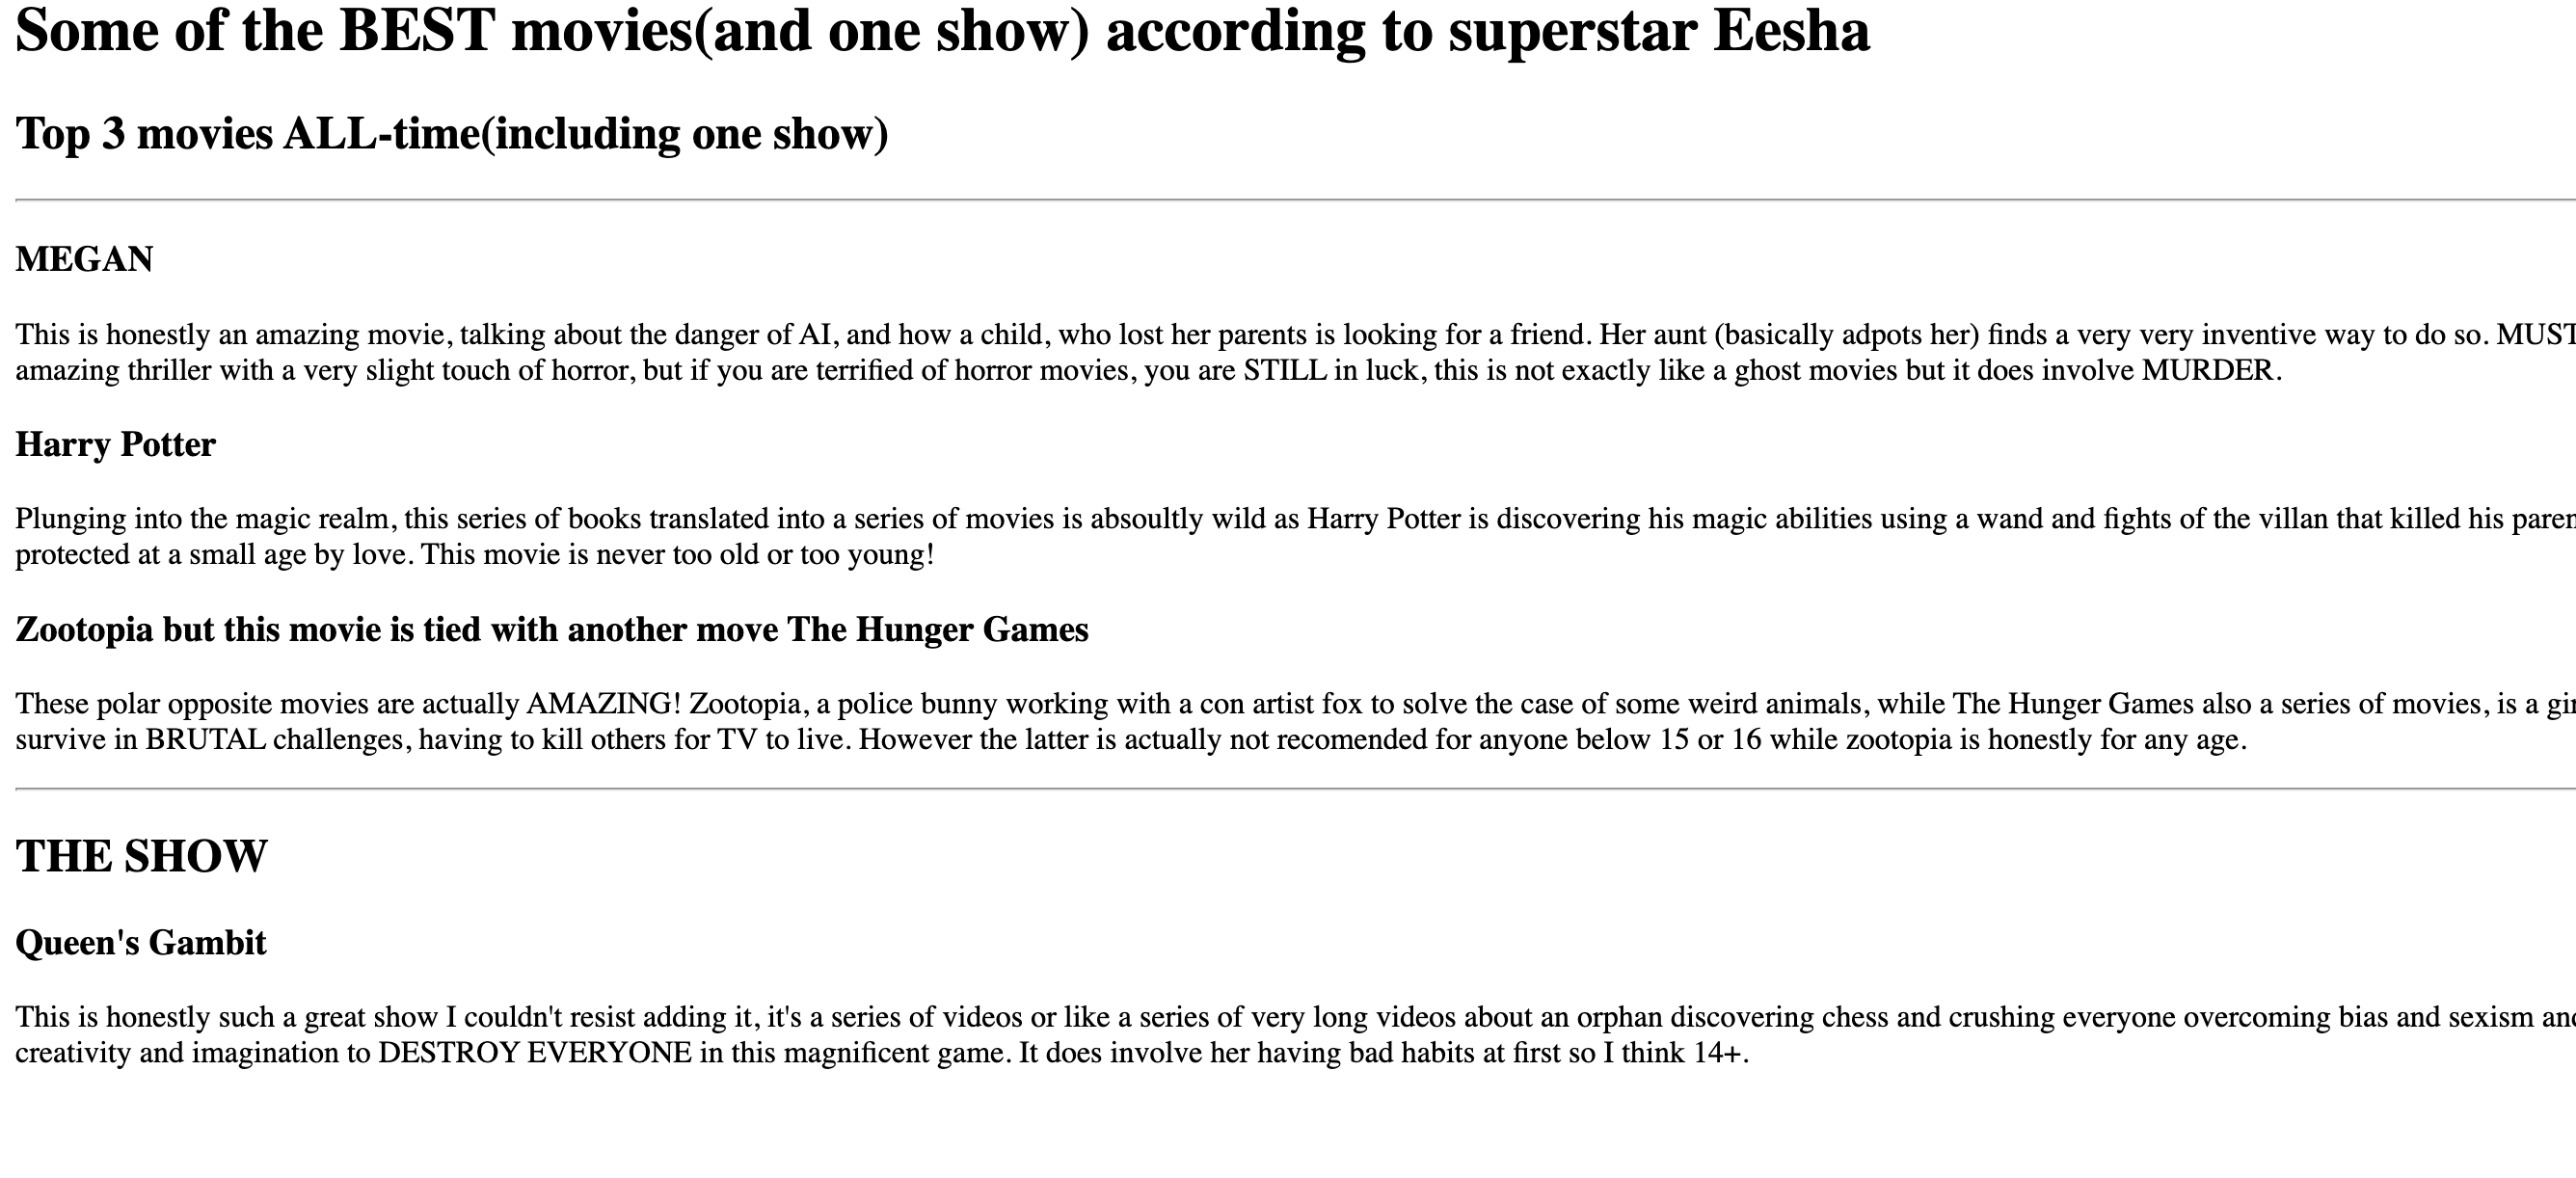 Some of the BEST movies(and one show) according to superstar Eesha
Top 3 movies ALL-time(including one show)
MEGAN
This is honestly an amazing movie, talking about the danger of AI, and how a child, who lost her parents is looking for a friend. Her aunt (basically adpots her) finds a very very inventive way to do so. MUST
amazing thriller with a very slight touch of horror, but if you are terrified of horror movies, you are STILL in luck, this is not exactly like a ghost movies but it does involve MURDER.
Harry Potter
Plunging into the magic realm, this series of books translated into a series of movies is absoultly wild as Harry Potter is discovering his magic abilities using a wand and fights of the villan that killed his
protected at a small age by love. This movie is never too old or too young!
Zootopia but this movie is tied with another move The Hunger Games
These polar opposite movies are actually AMAZING! Zootopia, a police bunny working with a con artist fox to solve the case of some weird animals, while The Hunger Games also a series of movies, is a
survive in BRUTAL challenges, having to kill others for TV to live. However the latter is actually not recomended for anyone below 15 or 16 while zootopia is honestly for any age.
THE SHOW
Queen's Gambit
This is honestly such a great show I couldn't resist adding it, it's a series of videos or like a series of very long videos about an orphan discovering chess and crushing everyone overcoming bias and sexism
creativity and imagination to DESTROY EVERYONE in this magnificent game. It does involve her having bad habits at first so I think 14+.